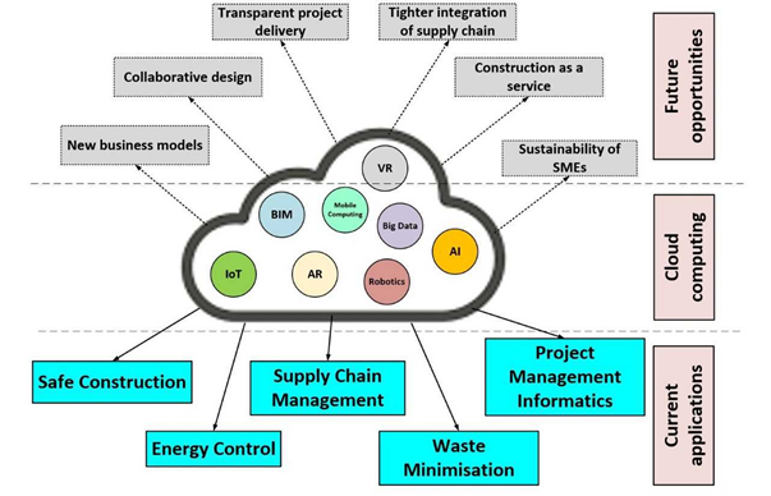 Transparent project
delivery
Tighter integration
of supply chain
Collaborative design
Construction as a
service
New business models
Sustainability of
SMEs
Future
opportunities
VR
BIM
Mobile
Computing
Big Data
AI
IoT
AR
Robotics
Cloud
computing
Safe Construction
Supply Chain
Management
Project
Management
Informatics
Energy Control
Waste
Minimisation
Current
applications